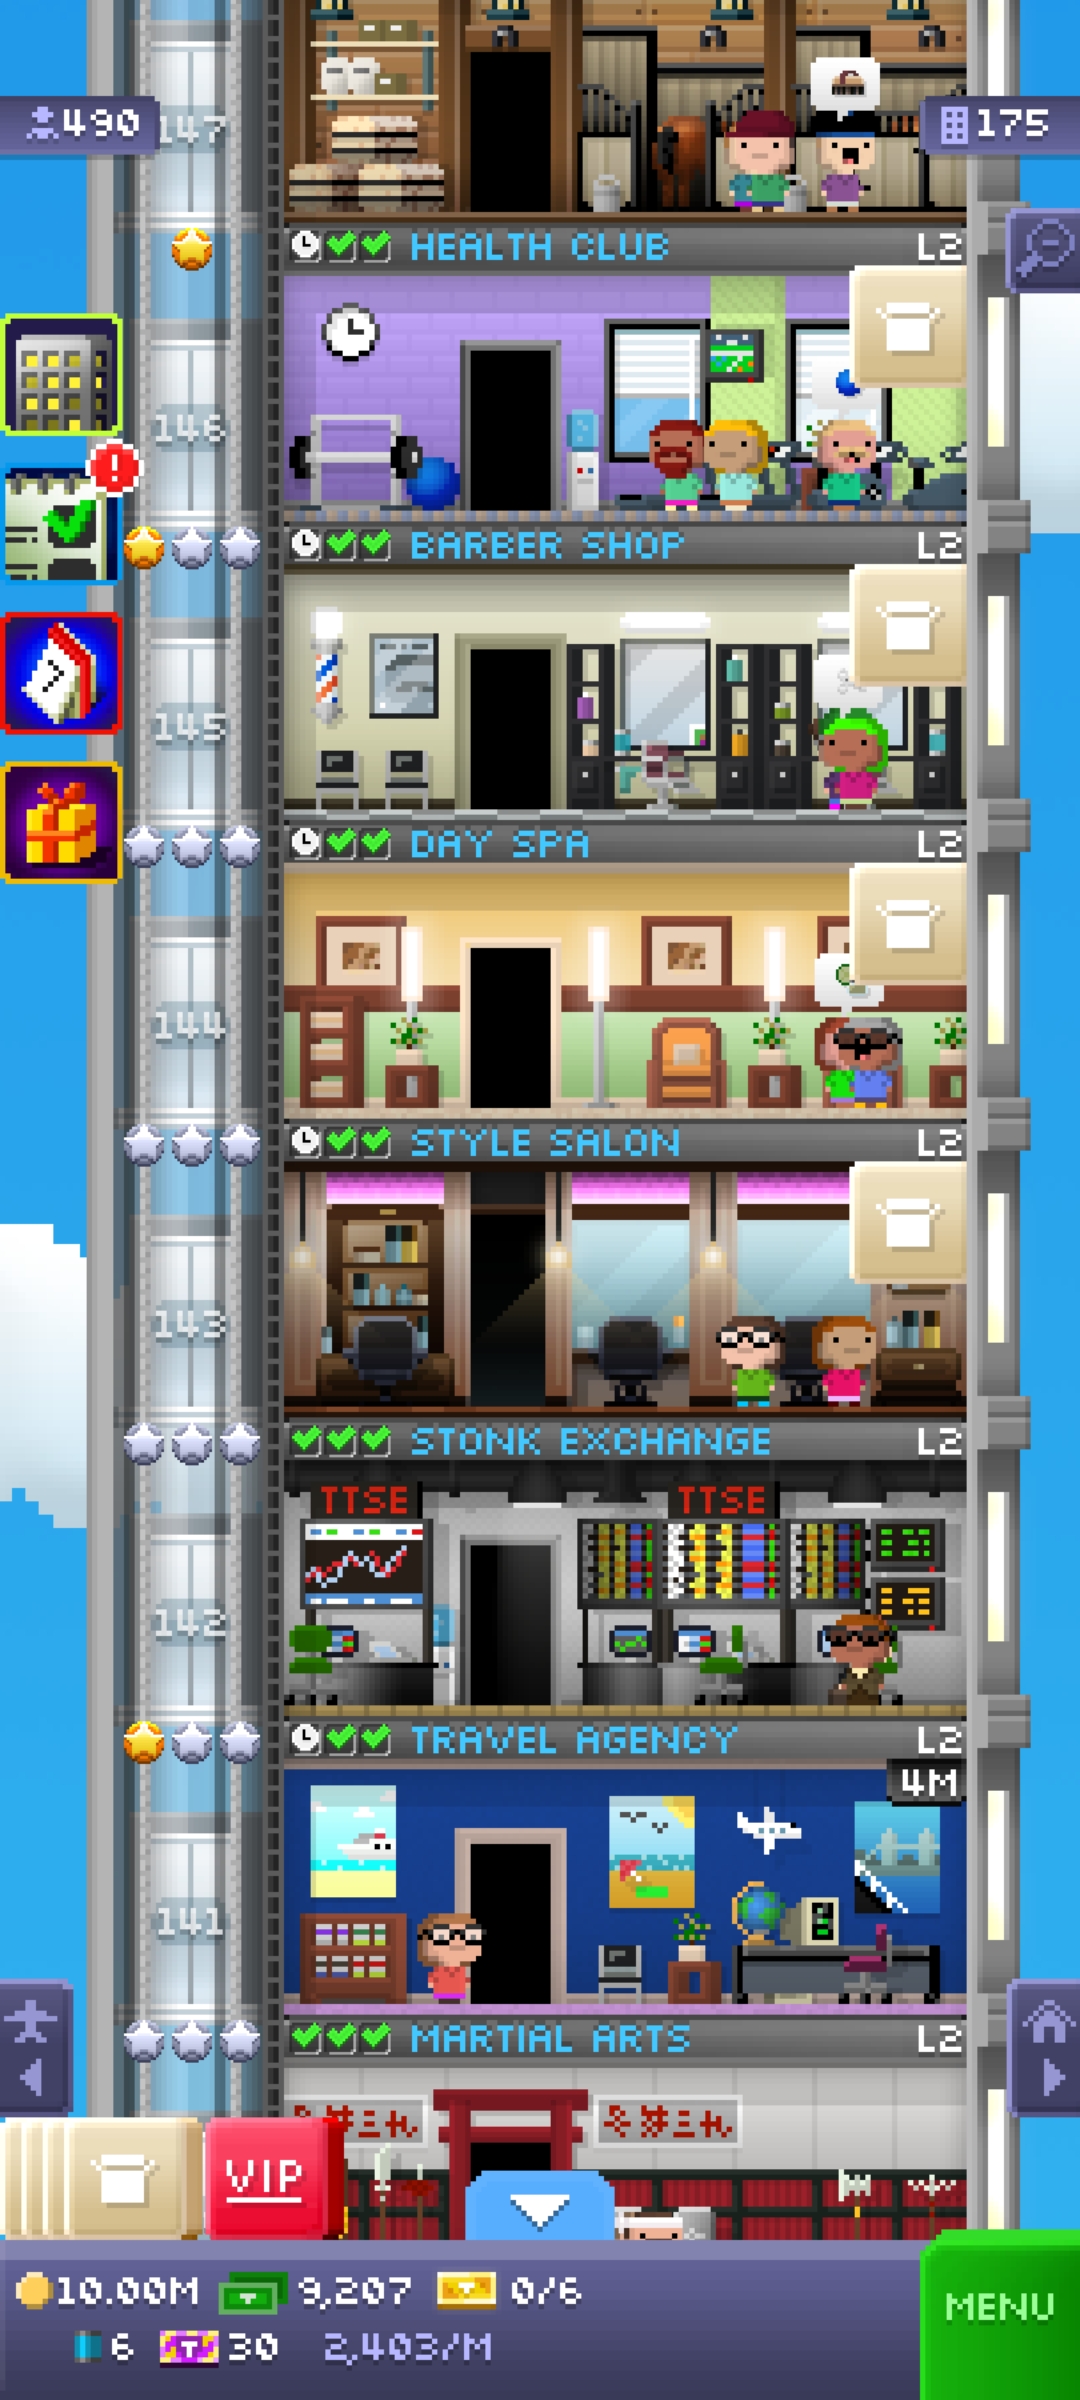 490
147
175
HEALTH CLUB L2
146
BARBER SHOP L2
7
145
DAY SPA L2
144
STYLE SALON L2
143
STONK EXCHANGE L2
TTSE TTSE
142
TRAVEL AGENCY L2
4M
141
MARTIAL ARTS L2
VIP
10.00M 9,207 0/6
MENU
6 T 30 2,403/M